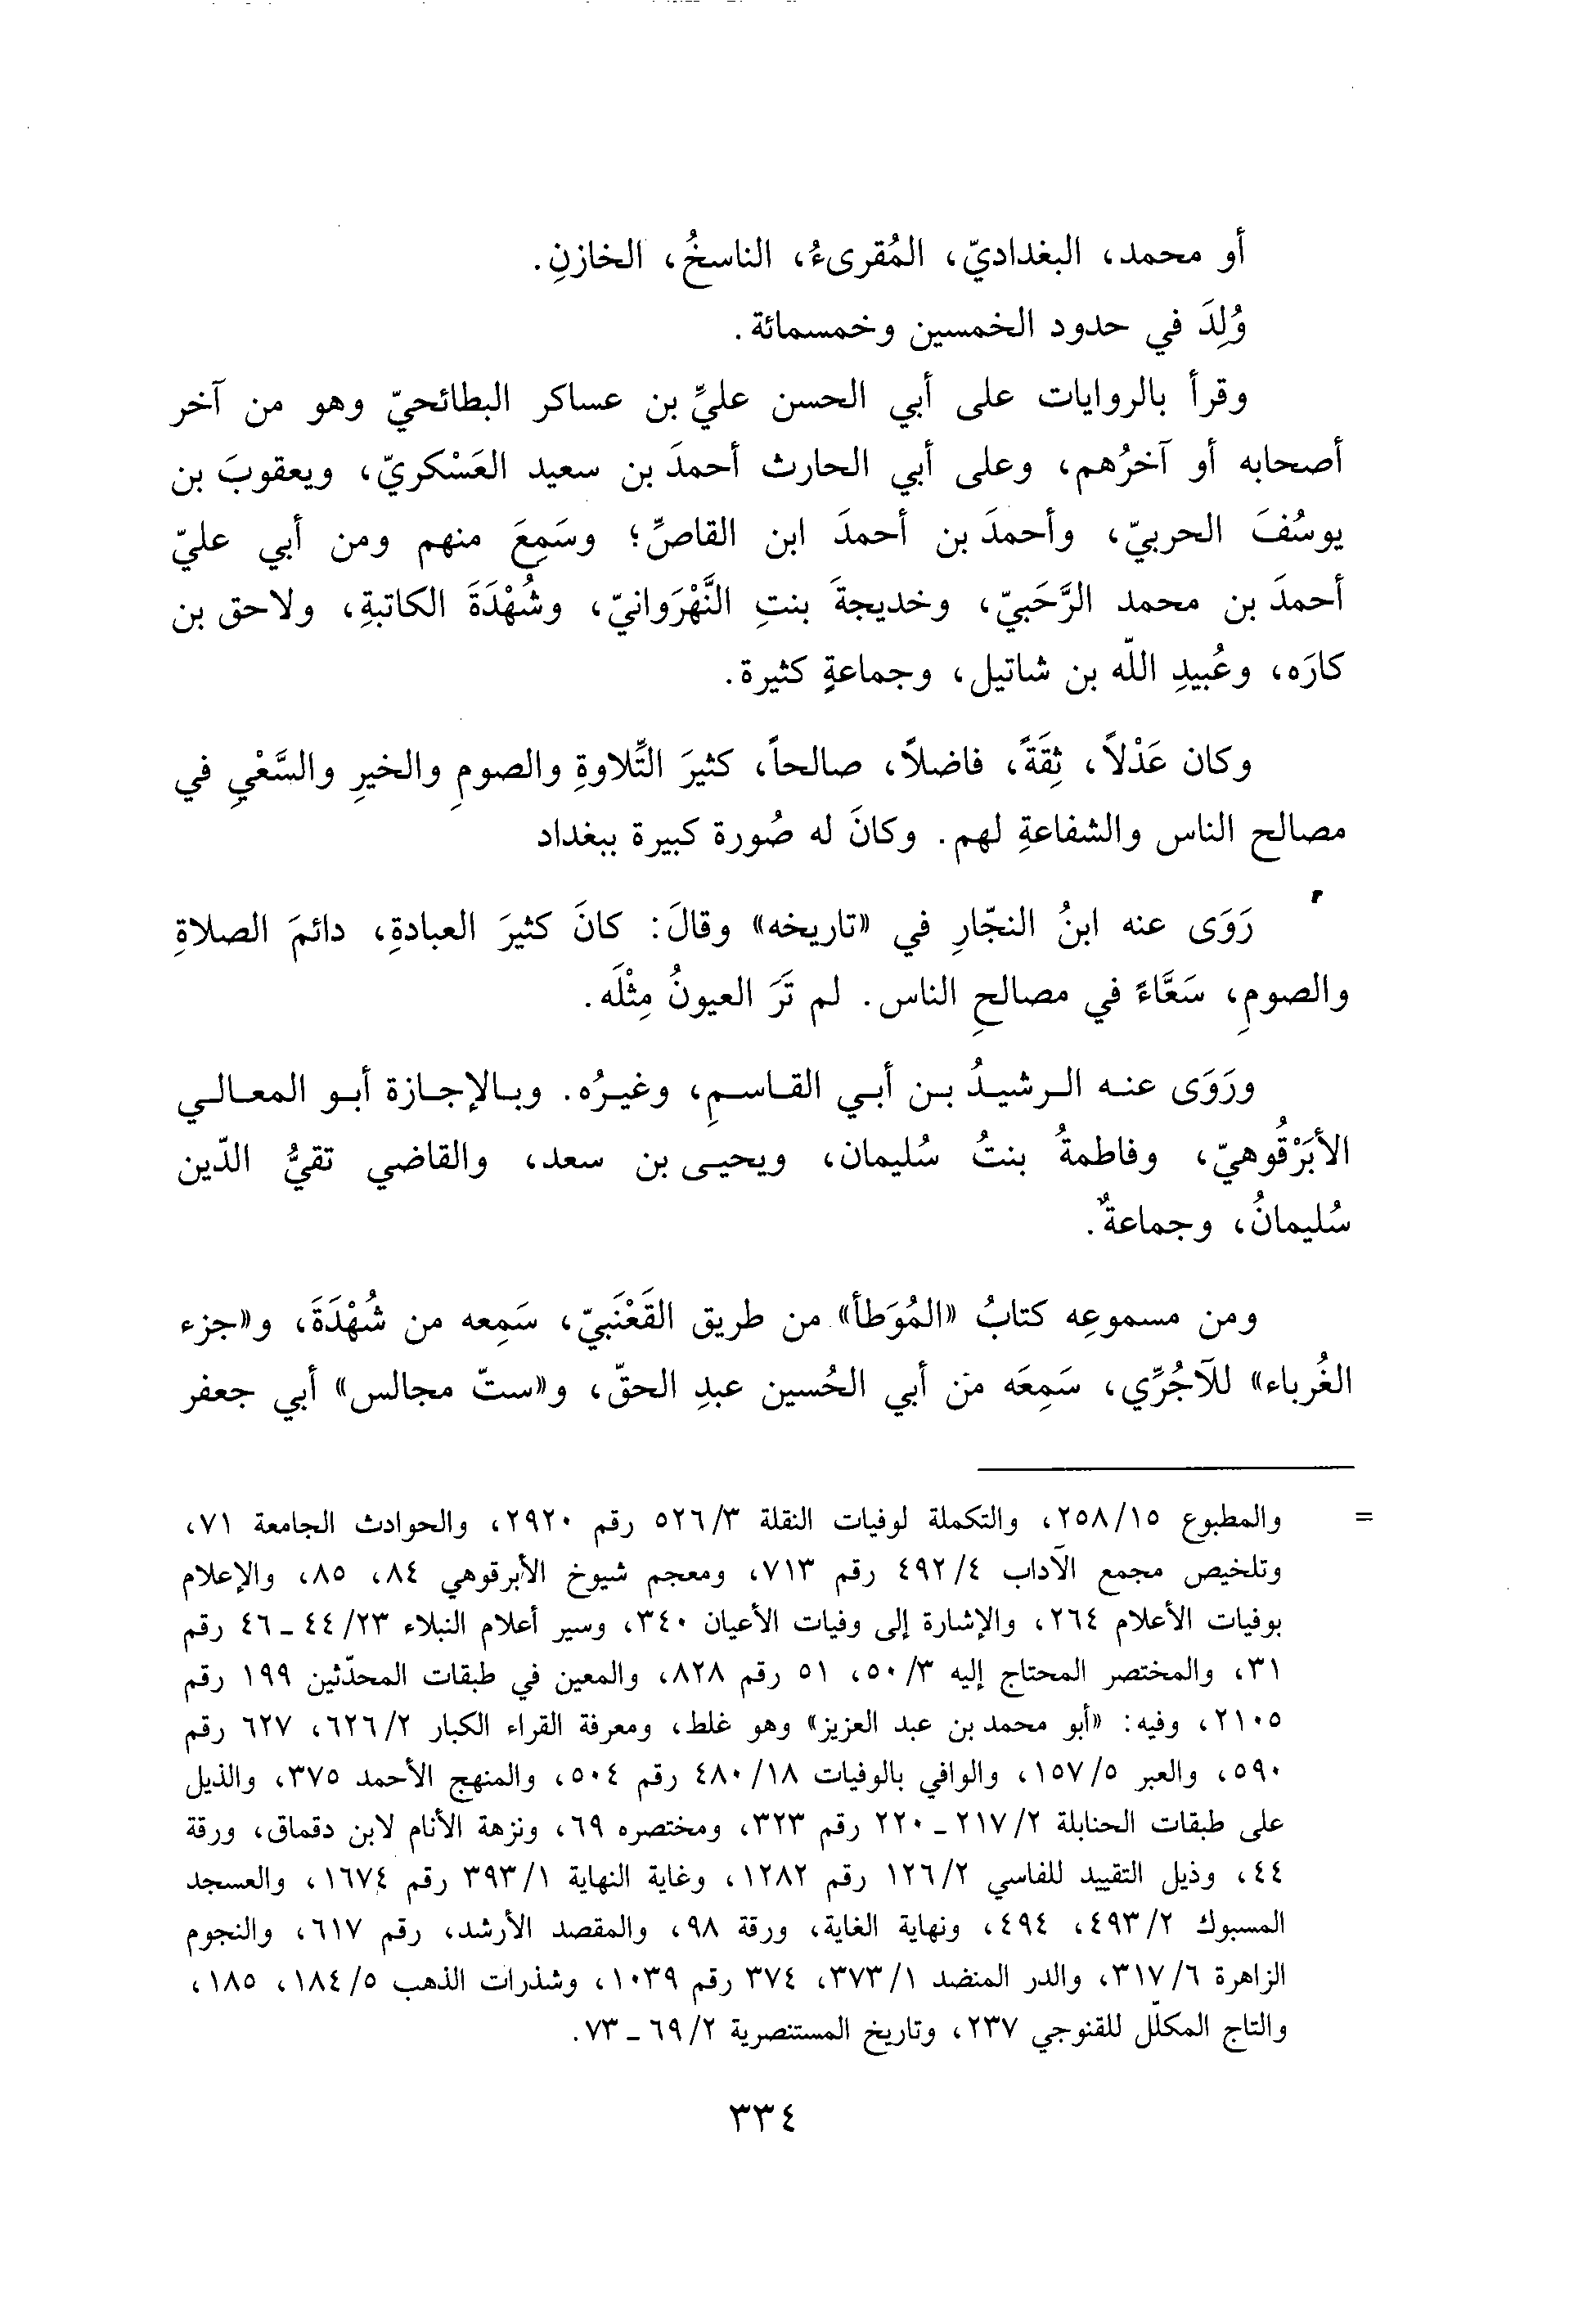 أو محمد، البغداديّ، المُقرىءُ، الناسخُ، الخازنِ.
وُلِدَ في حدود الخمسين وخمسمائة.
وقرأ بالروايات على أبي الحسن عليِّ بن عساكر البطائحيّ وهو من آخر
أصحابه أو آخرُهم، وعلى أبي الحارث أحمدَ بن سعيد العَسْكريّ، ويعقوبَ بن
يوسُفَ الحربيّ، وأحمدَ بن أحمدَ ابن القاصِّ؛ وسَمِعَ منهم ومن أبي عليّ
أحمدَ بن محمد الرَّحَبيّ، وخديجةَ بنتِ النَّهْرَوانيّ، وشُهْدَةَ الكاتبةِ، ولاحق بن
كارَه، وعُبيدِ اللّه بن شاتيل، وجماعةٍ كثيرة.
وكان عَدْلاً، ثِقَةً، فاضلاً، صالحاً، كثيرَ التِّلاوةِ والصومِ والخيرِ والسَّعْيِ في
مصالح الناس والشفاعةِ لهم. وكانَ له صُورة كبيرة ببغداد
رَوَى عنه ابنُ النجّارِ في «تاريخه» وقالَ: كانَ كثيرَ العبادةِ، دائمَ الصلاةِ
والصومِ، سَعَّاءً في مصالحِ الناس. لم تَرَ العيونُ مِثْلَه.
ورَوَى عنه الرشيدُ بن أبي القاسمِ، وغيرُه. وبالإجازة أبو المعالي
الأبَرْقُوهيّ، وفاطمةُ بنتُ سُليمان، ويحيى بن سعد، والقاضي تقيُّ الدّين
سُليمانُ، وجماعةٌ.
ومن مسموعِه كتابُ «المُوَطأ» من طريق القَعْنَبيّ، سَمِعه من شُهْدَةَ، و«جزء
الغُرباء» للآجُرِّي، سَمِعَه من أبي الحُسين عبدِ الحقّ، و«ستّ مجالس» أبي جعفر
= والمطبوع ٢٥٨/١٥، والتكملة لوفيات النقلة ٥٢٦/٣ رقم ٢٩٢٠، والحوادث الجامعة ٧١،
وتلخيص مجمع الآداب ٤٩٢/٤ رقم ٧١٣، ومعجم شيوخ الأبرقوهي ٨٤، ٨٥، والإعلام
بوفيات الأعلام ٢٦٤، والإشارة إلى وفيات الأعيان ٣٤٠، وسير أعلام النبلاء ٤٤/٢٣ ـ ٤٦ رقم
٣١، والمختصر المحتاج إليه ٥٠/٣، ٥١ رقم ٨٢٨، والمعين في طبقات المحدّثين ١٩٩ رقم
٢١٠٥، وفيه: «أبو محمد بن عبد العزيز» وهو غلط، ومعرفة القراء الكبار ٦٢٦/٢، ٦٢٧ رقم
٥٩٠، والعبر ١٥٧/٥، والوافي بالوفيات ٤٨٠/١٨ رقم ٥٠٤، والمنهج الأحمد ٣٧٥، والذيل
على طبقات الحنابلة ٢١٧/٢ ـ ٢٢٠ رقم ٣٢٣، ومختصره ٦٩، ونزهة الأنام لابن دقماق، ورقة
٤٤، وذيل التقييد للفاسي ١٢٦/٢ رقم ١٢٨٢، وغاية النهاية ٣٩٣/١ رقم ١٦٧٤، والعسجد
المسبوك ٤٩٣/٢، ٤٩٤، ونهاية الغاية، ورقة ٩٨، والمقصد الأرشد، رقم ٦١٧، والنجوم
الزاهرة ٣١٧/٦، والدر المنضد ٣٧٣/١، ٣٧٤ رقم ١٠٣٩، وشذرات الذهب ١٨٤/٥، ١٨٥،
والتاج المكلّل للقنوجي ٢٣٧، وتاريخ المستنصرية ٦٩/٢ ـ ٧٣.
٣٣٤